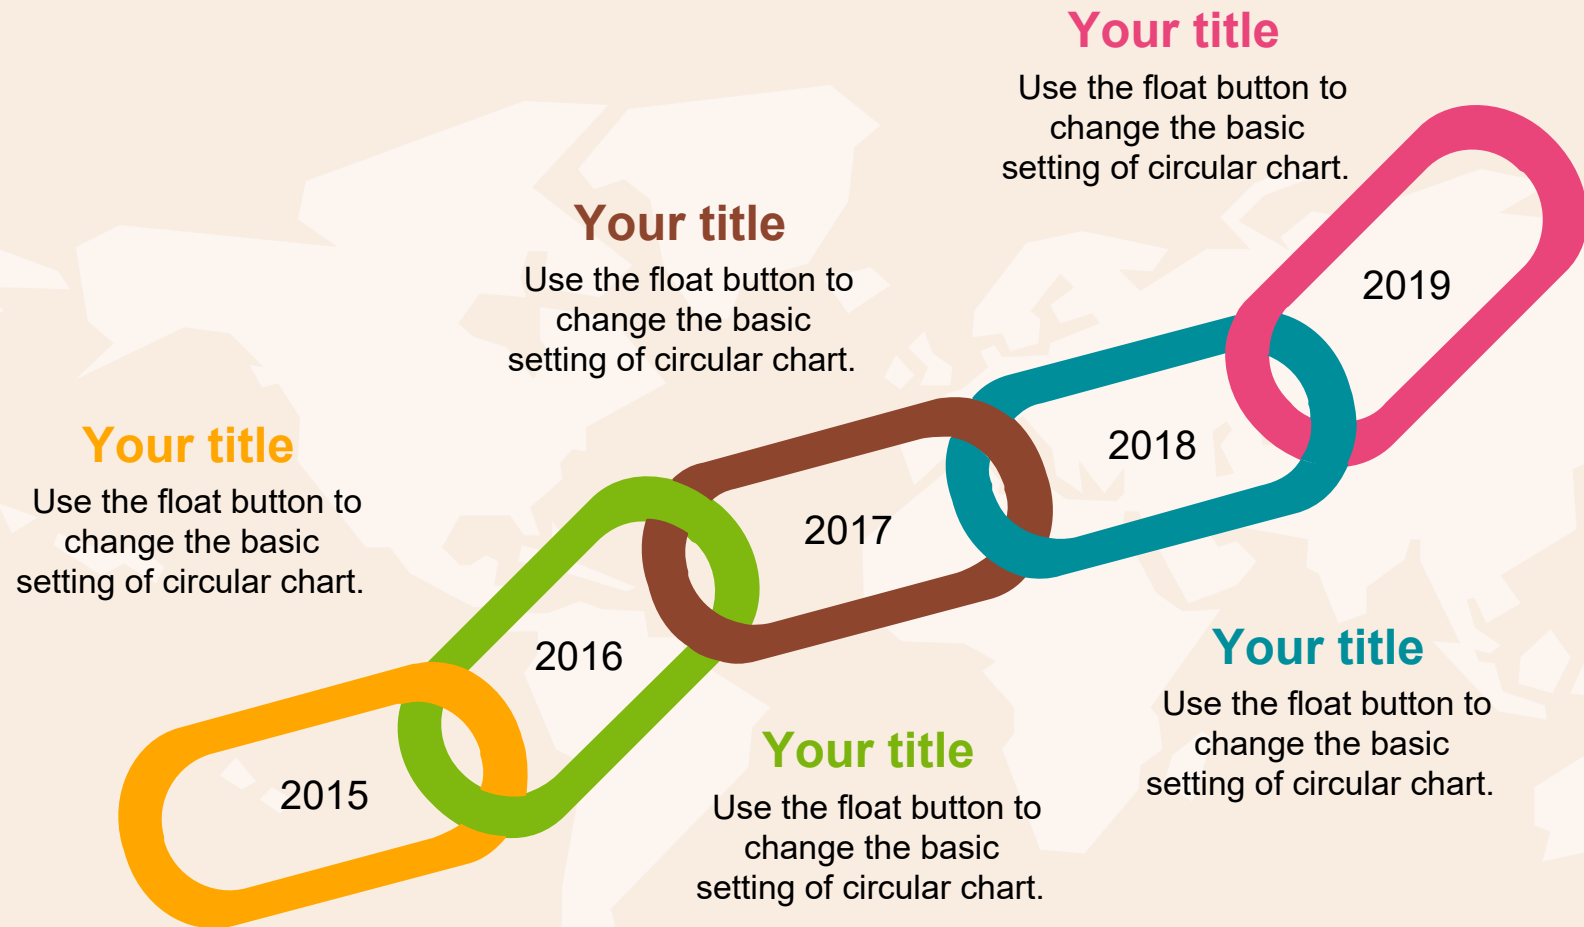 Your title
Use the float button to
change the basic
setting of circular chart.
2019
Your title
Use the float button to
change the basic
setting of circular chart.
2018
2017
Your title
Use the float button to
change the basic
setting of circular chart.
2016
2015
Your title
Use the float button to
change the basic
setting of circular chart.
Your title
Use the float button to
change the basic
setting of circular chart.